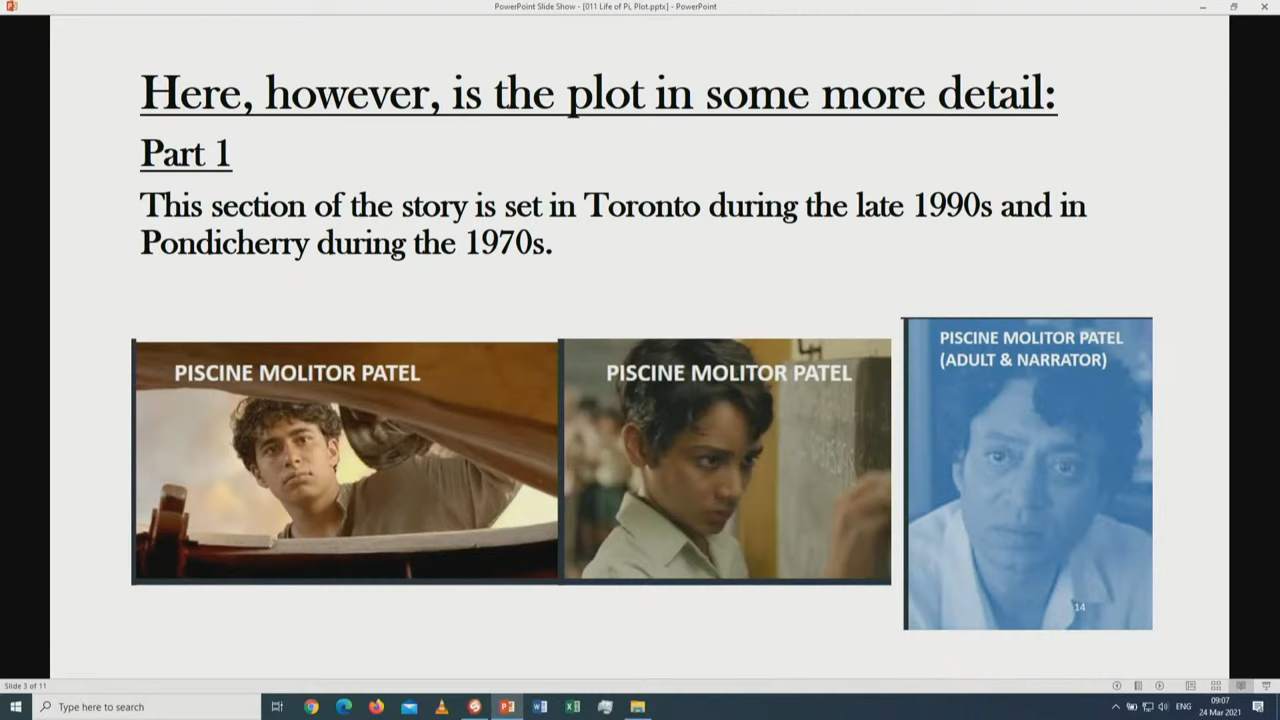 PowerPoint Slide Show - [011 Life of Pi, Plot.pptx] - PowerPoint
Here, however, is the plot in some more detail:
Part 1
This section of the story is set in Toronto during the late 1990s and in
Pondicherry during the 1970s.
PISCINE MOLITOR PATEL
PISCINE MOLITOR PATEL
PISCINE MOLITOR PATEL
(ADULT & NARRATOR)
14
Slide 3 of 11
Type here to search
ENG
09:07
24 Mar 2021